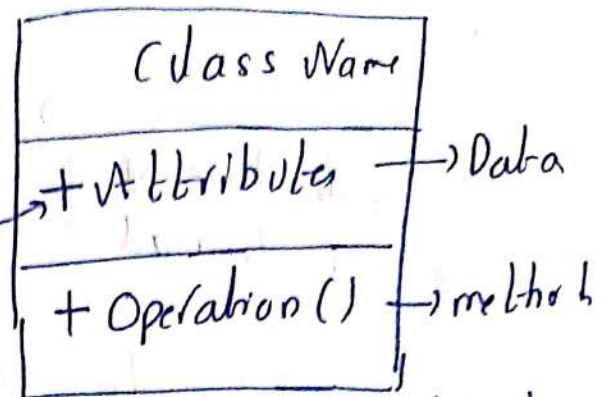 Class Name
+ Attributes → Data
+ Operation () → method